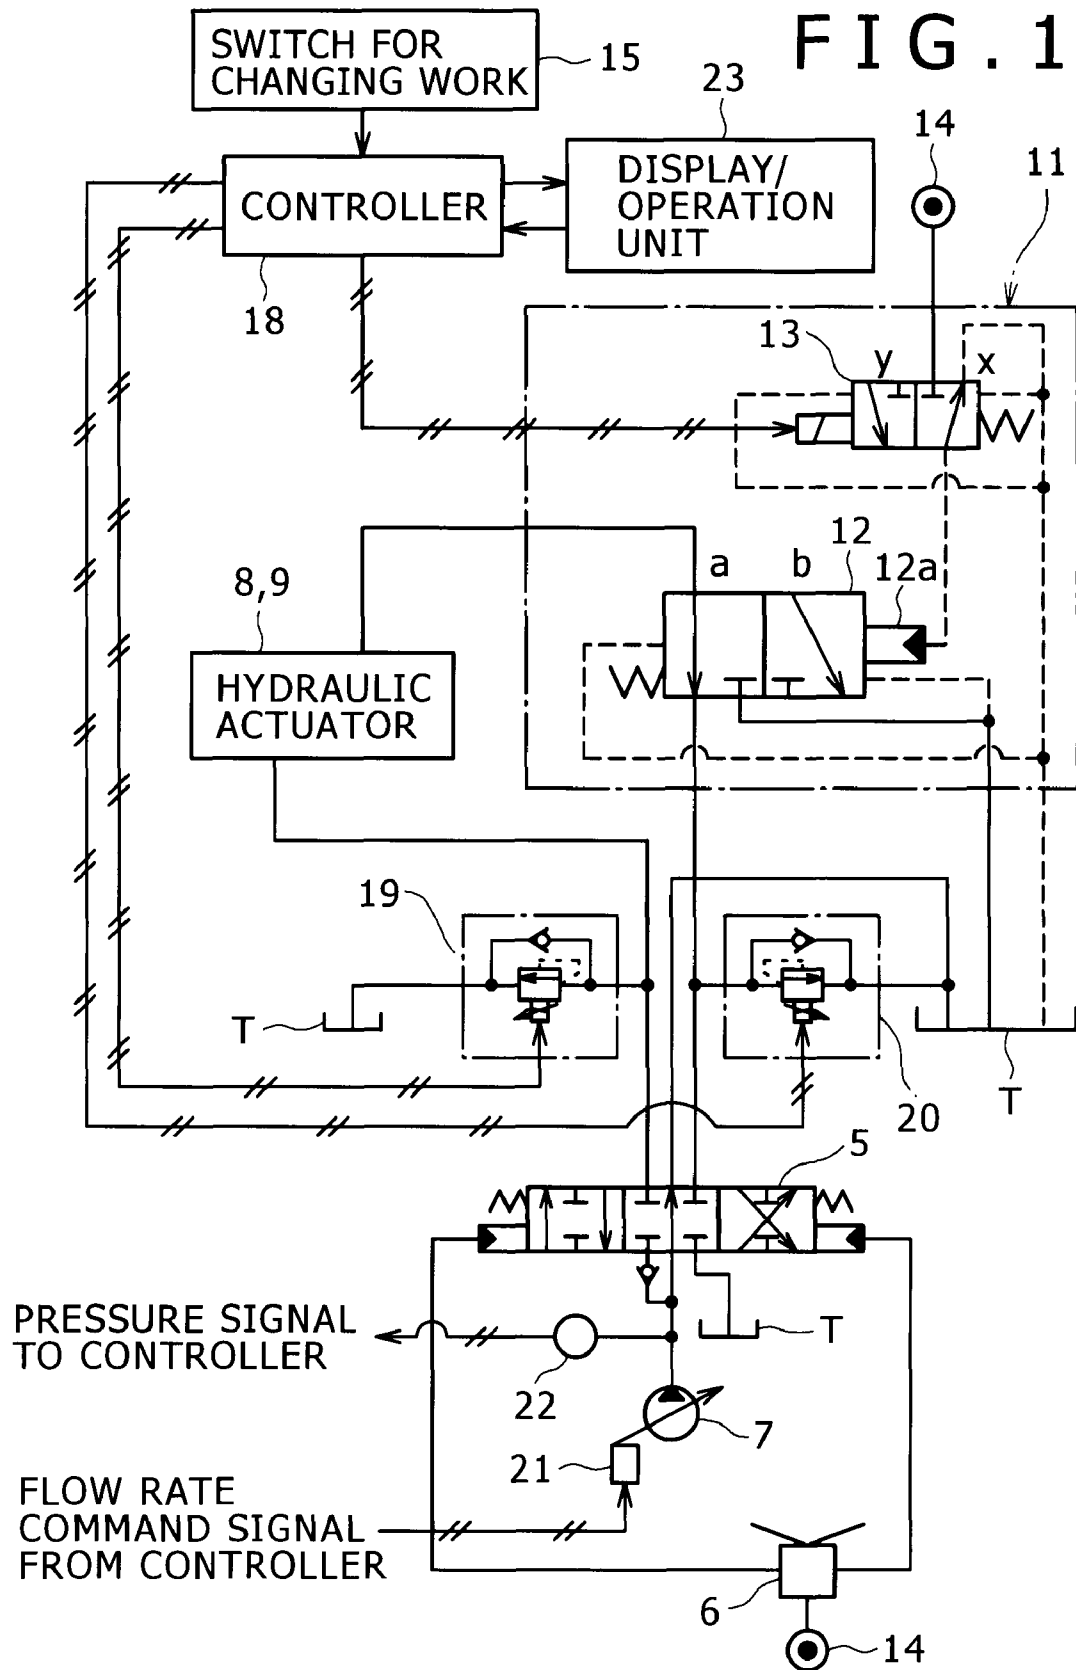 FIG.1
SWITCH FOR
CHANGING WORK
15
23
14
11
CONTROLLER
DISPLAY/
OPERATION
UNIT
18
13
y
x
12
a
b
12a
8,9
HYDRAULIC
ACTUATOR
19
T
T
20
5
PRESSURE SIGNAL
TO CONTROLLER
T
22
7
21
FLOW RATE
COMMAND SIGNAL
FROM CONTROLLER
6
14